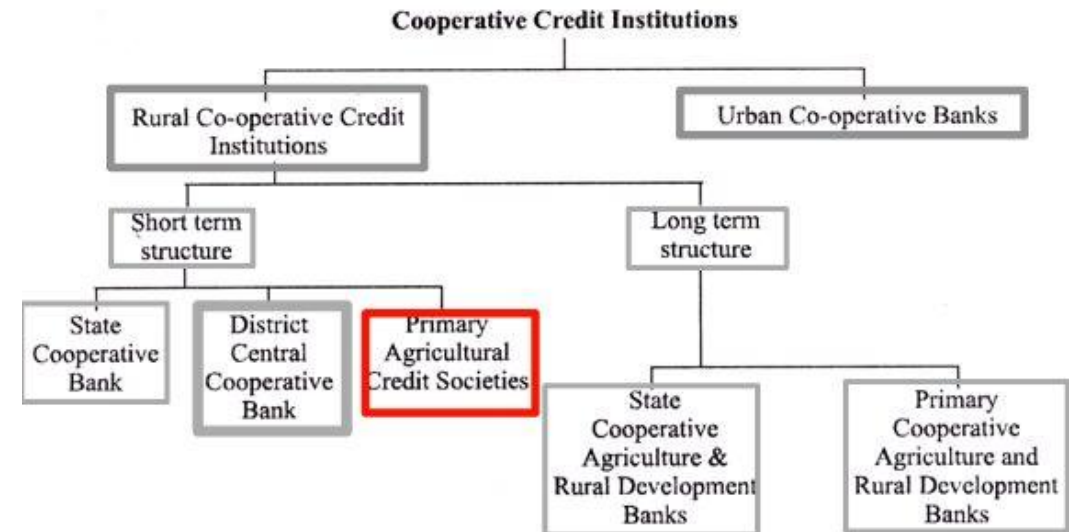 Cooperative Credit Institutions
Rural Co-operative Credit
Institutions
Urban Co-operative Banks
Short term
structure
Long term
structure
State
Cooperative
Bank
District
Central
Cooperative
Bank
Primary
Agricultural
Credit Societies
State
Cooperative
Agriculture &
Rural Development
Banks
Primary
Cooperative
Agriculture and
Rural Development
Banks